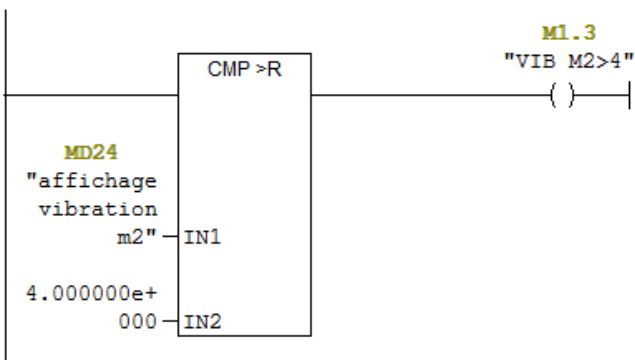 M1.3
"VIB M2>4"
CMP >R
MD24
"affichage
vibration
m2"
IN1
4.000000e+
000
IN2